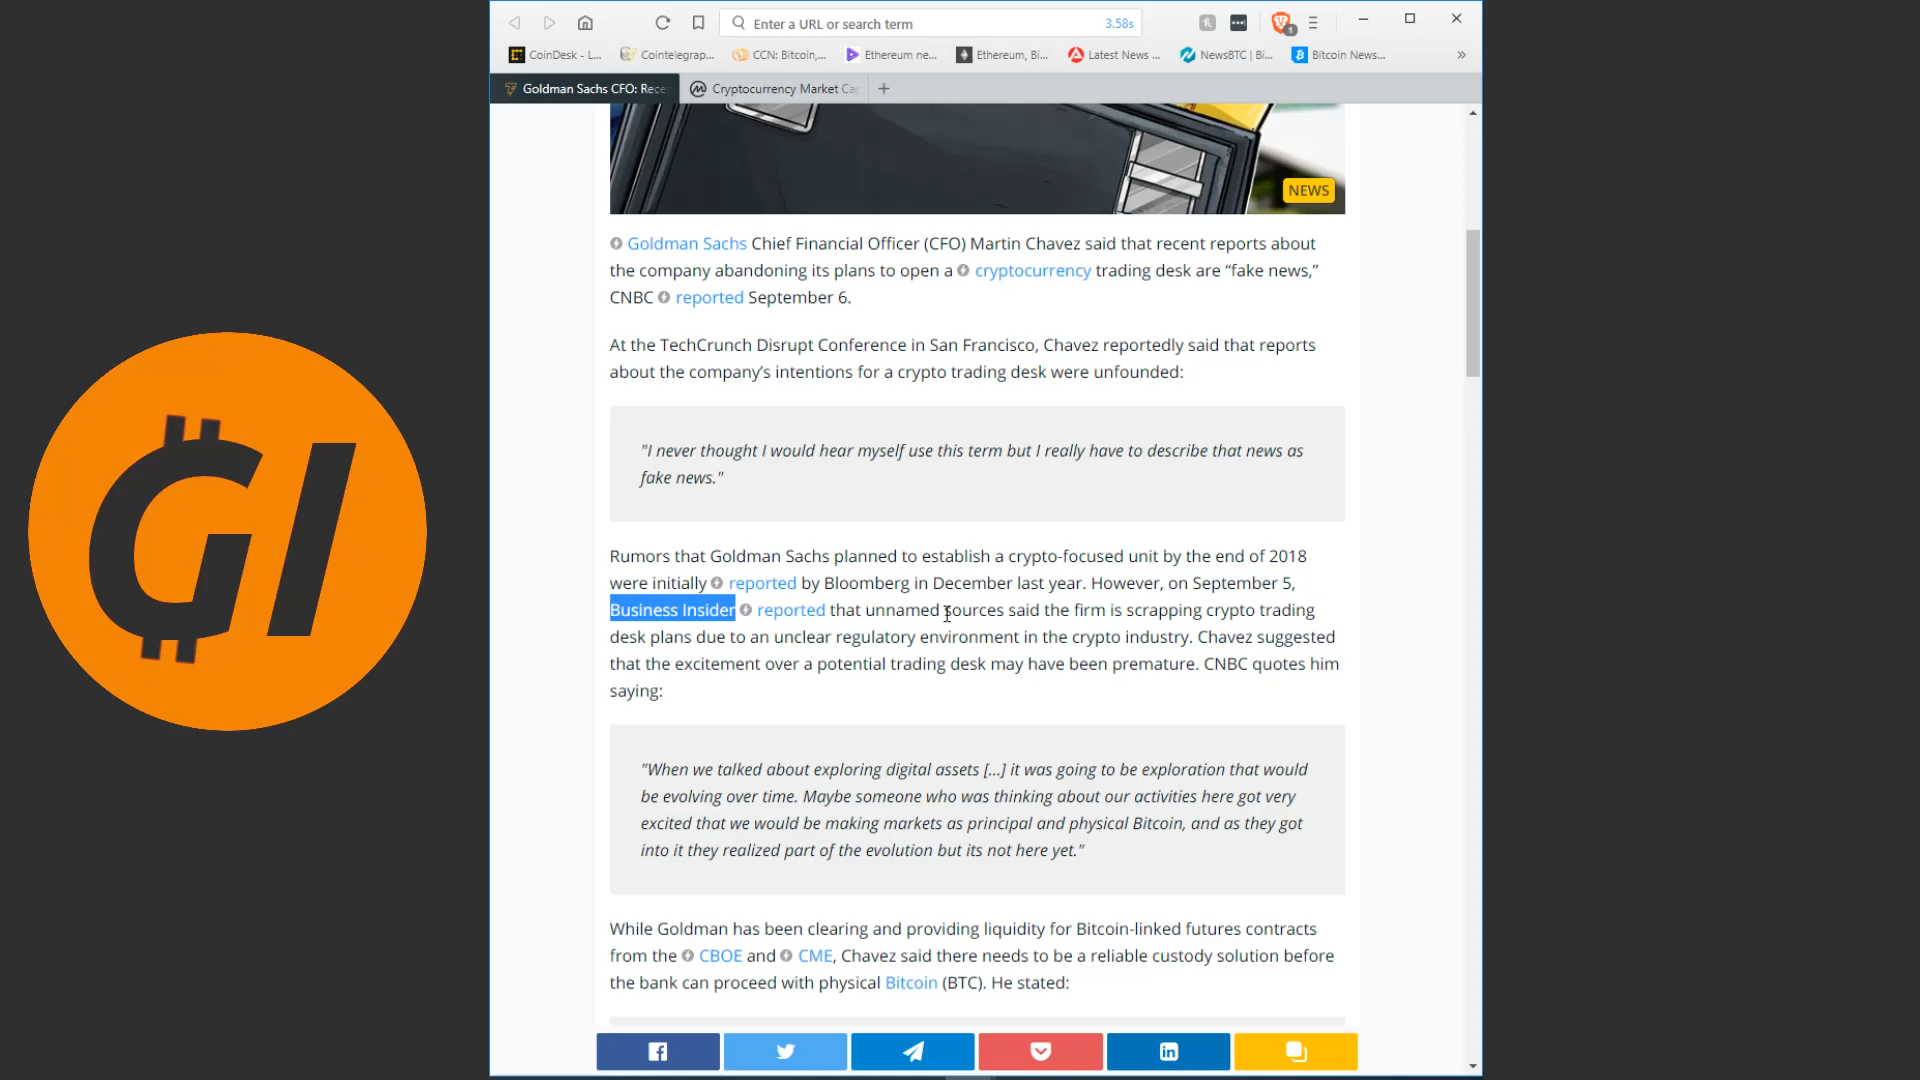 Enter a URL or search term
3.58s
1
CoinDesk - L...
Cointelegrap...
CCN: Bitcoin,...
Ethereum ne...
Ethereum, Bi...
Latest News ...
NewsBTC | Bi...
Bitcoin News...
»
Goldman Sachs CFO: Rece
Cryptocurrency Market Ca
+
NEWS
GI
Goldman Sachs Chief Financial Officer (CFO) Martin Chavez said that recent reports about
the company abandoning its plans to open a cryptocurrency trading desk are “fake news,”
CNBC reported September 6.
At the TechCrunch Disrupt Conference in San Francisco, Chavez reportedly said that reports
about the company’s intentions for a crypto trading desk were unfounded:
"I never thought I would hear myself use this term but I really have to describe that news as
fake news."
Rumors that Goldman Sachs planned to establish a crypto-focused unit by the end of 2018
were initially reported by Bloomberg in December last year. However, on September 5,
Business Insider reported that unnamed sources said the firm is scrapping crypto trading
desk plans due to an unclear regulatory environment in the crypto industry. Chavez suggested
that the excitement over a potential trading desk may have been premature. CNBC quotes him
saying:
"When we talked about exploring digital assets [...] it was going to be exploration that would
be evolving over time. Maybe someone who was thinking about our activities here got very
excited that we would be making markets as principal and physical Bitcoin, and as they got
into it they realized part of the evolution but its not here yet."
While Goldman has been clearing and providing liquidity for Bitcoin-linked futures contracts
from the CBOE and CME, Chavez said there needs to be a reliable custody solution before
the bank can proceed with physical Bitcoin (BTC). He stated: